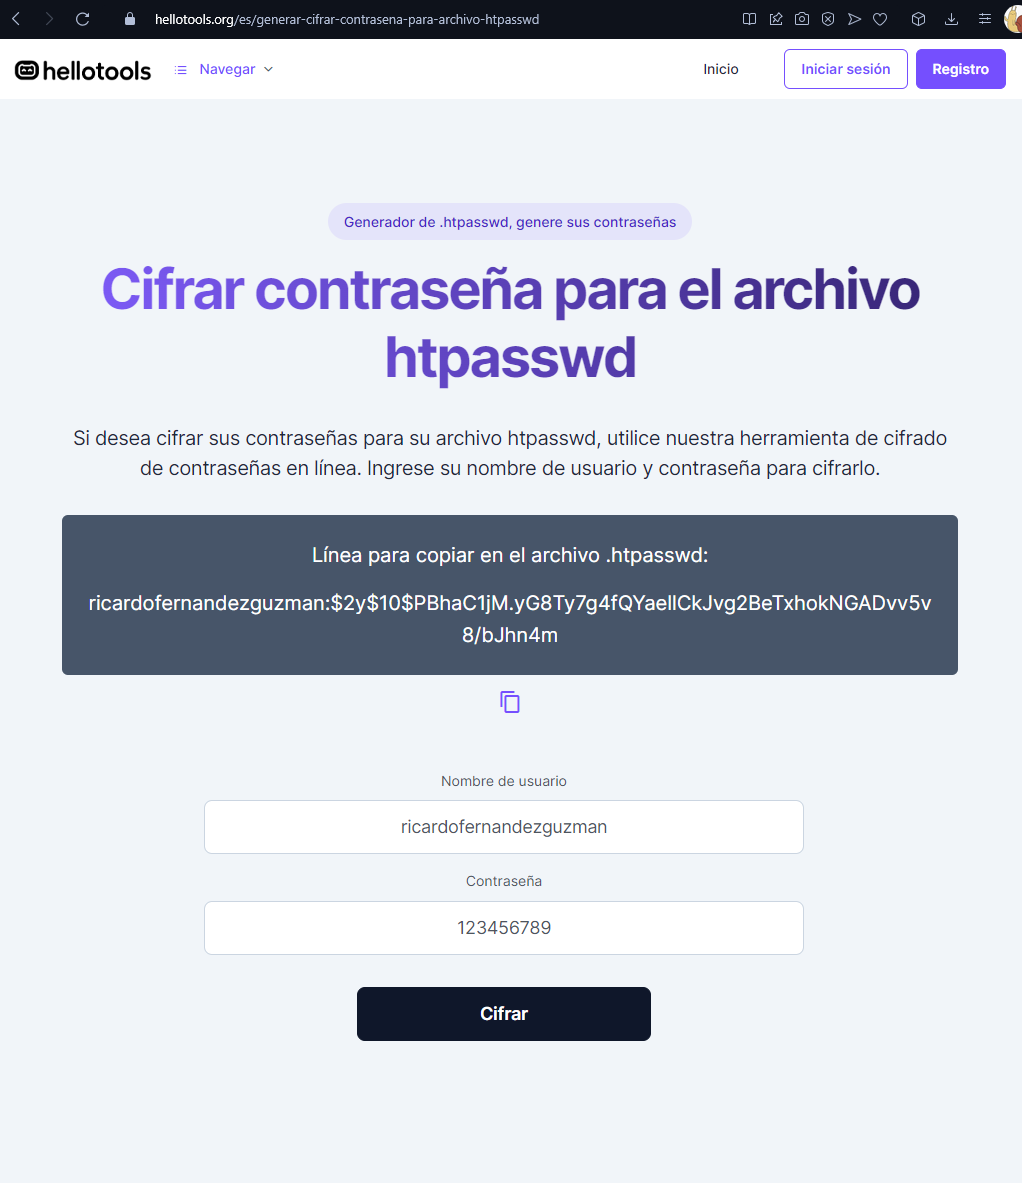 hellotools.org/es/generar-cifrar-contrasena-para-archivo-htpasswd
hellotools
Navegar
Inicio
Iniciar sesión
Registro
Generador de .htpasswd, genere sus contraseñas
Cifrar contraseña para el archivo
htpasswd
Si desea cifrar sus contraseñas para su archivo htpasswd, utilice nuestra herramienta de cifrado
de contraseñas en línea. Ingrese su nombre de usuario y contraseña para cifrarlo.
Línea para copiar en el archivo .htpasswd:
ricardofernandezguzman:$2y$10$PBhaC1jM.yG8Ty7g4fQYaelICkJvg2BeTxhokNGADvv5v
8/bJhn4m
Nombre de usuario
ricardofernandezguzman
Contraseña
123456789
Cifrar